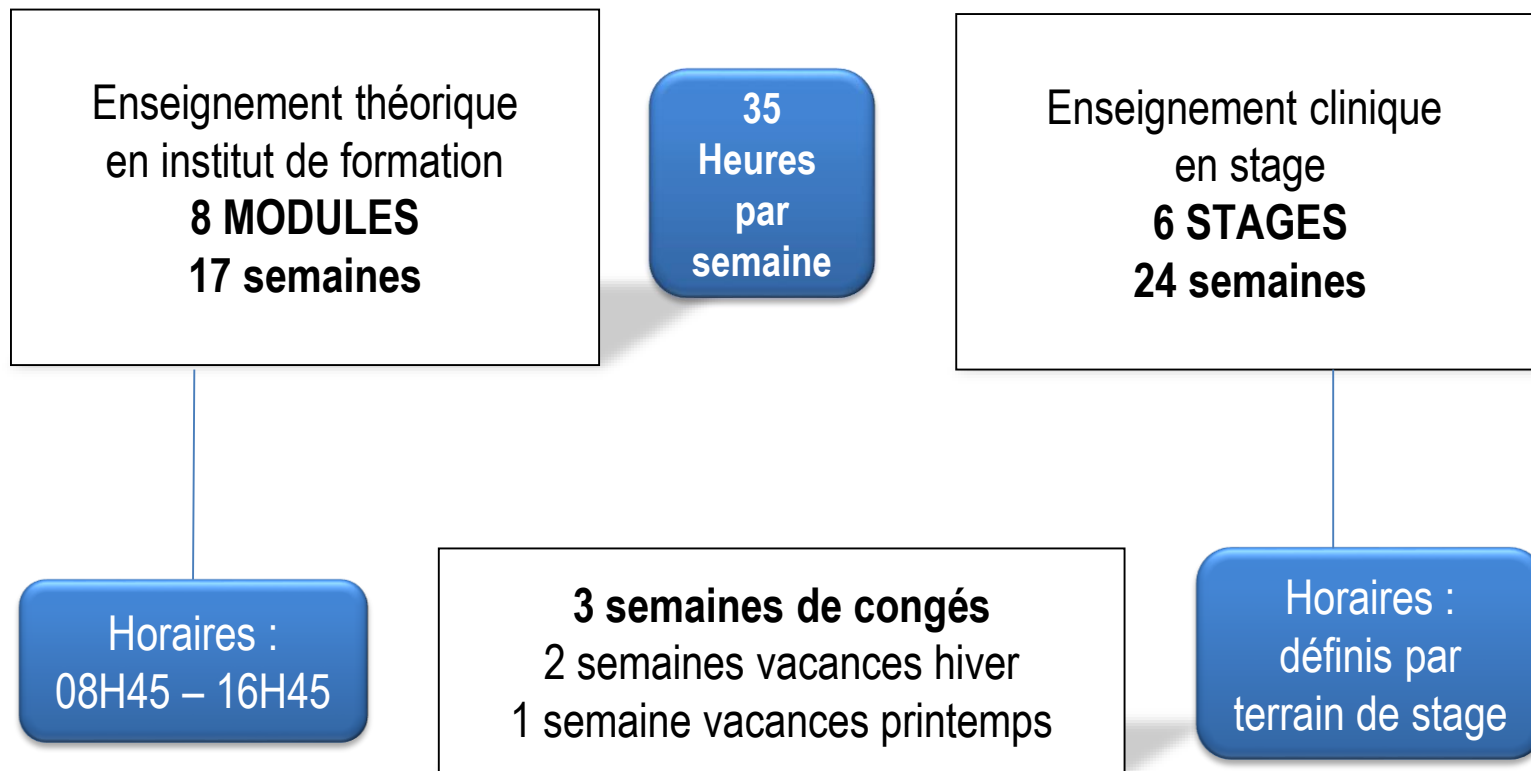 Enseignement théorique
en institut de formation
8 MODULES
17 semaines
35
Heures
par
semaine
Enseignement clinique
en stage
6 STAGES
24 semaines
Horaires :
08H45 – 16H45
3 semaines de congés
2 semaines vacances hiver
1 semaine vacances printemps
Horaires :
définis par
terrain de stage